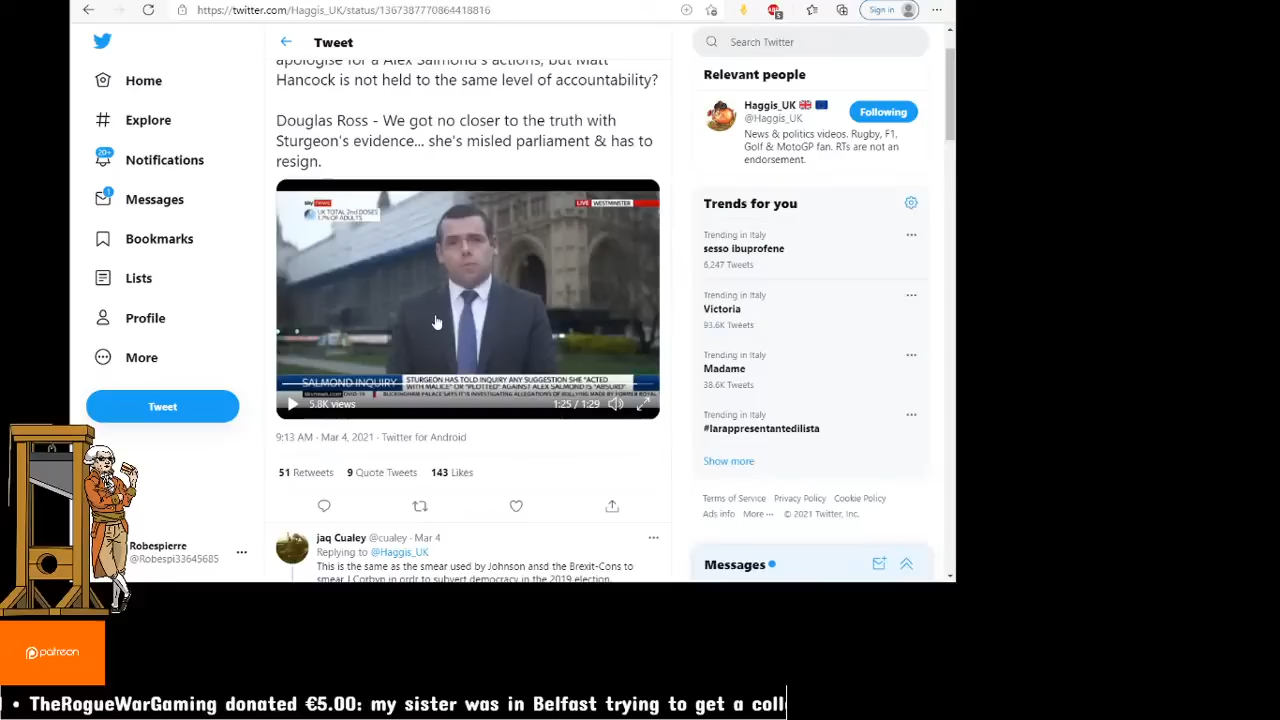 https://twitter.com/Haggis_UK/status/1367387770864418816
Sign in
5
Home
Explore
20+
Notifications
1
Messages
Bookmarks
Lists
Profile
More
Tweet
Robespierre
@Robespi33645685
Tweet
apologise for a Alex Salmond's actions, but Matt
Hancock is not held to the same level of accountability?
Douglas Ross - We got no closer to the truth with
Sturgeon's evidence... she's misled parliament & has to
resign.
sky news
UK TOTAL 2nd DOSES
1.7% OF ADULTS
LIVE WESTMINSTER
SALMOND INQUIRY
STURGEON HAS TOLD INQUIRY ANY SUGGESTION SHE "ACTED
WITH MALICE" OR "PLOTTED" AGAINST ALEX SALMOND IS "ABSURD"
BUCKINGHAM PALACE SAYS IT'S INVESTIGATING ALLEGATIONS OF BULLYING MADE BY FORMER ROYAL
5.8K views
1:25 / 1:29
9:13 AM · Mar 4, 2021 · Twitter for Android
51 Retweets 9 Quote Tweets 143 Likes
jaq Cualey @cualey · Mar 4
Replying to @Haggis_UK
This is the same as the smear used by Johnson ansd the Brexit-Cons to
smear J Corbyn in ordr to subvert democracy in the 2019 election.
Search Twitter
Relevant people
Haggis_UK
@Haggis_UK
Following
News & politics videos. Rugby, F1,
Golf & MotoGP fan. RTs are not an
endorsement.
Trends for you
Trending in Italy
sesso ibuprofene
6,247 Tweets
Trending in Italy
Victoria
93.6K Tweets
Trending in Italy
Madame
38.6K Tweets
Trending in Italy
#larappresentantedilista
Show more
Terms of Service Privacy Policy Cookie Policy
Ads info More ··· © 2021 Twitter, Inc.
Messages
patreon
• TheRogueWarGaming donated €5.00: my sister was in Belfast trying to get a coll